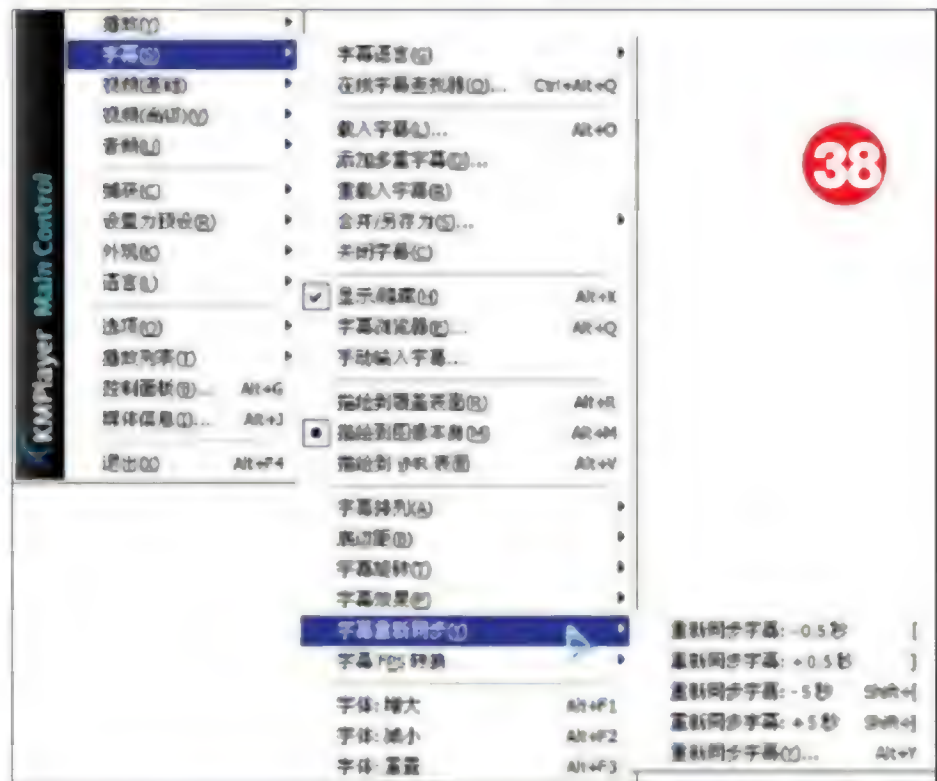 KMPlayer Main Control
播放(Y)
字幕(S)
视频(基础)
视频(高级)(V)
音频(U)
捕获(C)
设置力预设(R)
外观(K)
语言(L)
选项(O)
播放列表(T)
控制面板(B)... Alt+G
媒体信息(I)... Alt+J
退出(X) Alt+F4
字幕语言(G)
在线字幕查找器(O)... Ctrl+Alt+Q
载入字幕(L)... Alt+O
添加多重字幕(D)...
重载入字幕(R)
合并/另存为(S)...
关闭字幕(C)
显示/隐藏(H) Alt+X
字幕浏览器(E)... Alt+Q
手动输入字幕...
描绘到覆盖表面(R) Alt+R
描绘到图像本身(M) Alt+M
描绘到 VMR 表面 Alt+V
字幕排列(A)
底边距(B)
字幕旋转(T)
字幕效果(F)
字幕重新同步(Y)
字幕 FPS 转换
字体: 增大 Alt+F1
字体: 减小 Alt+F2
字体: 重置 Alt+F3
重新同步字幕: -0.5 秒 [
重新同步字幕: +0.5 秒 ]
重新同步字幕: -5 秒 Shift+[
重新同步字幕: +5 秒 Shift+]
重新同步字幕(Y)... Alt+Y
38